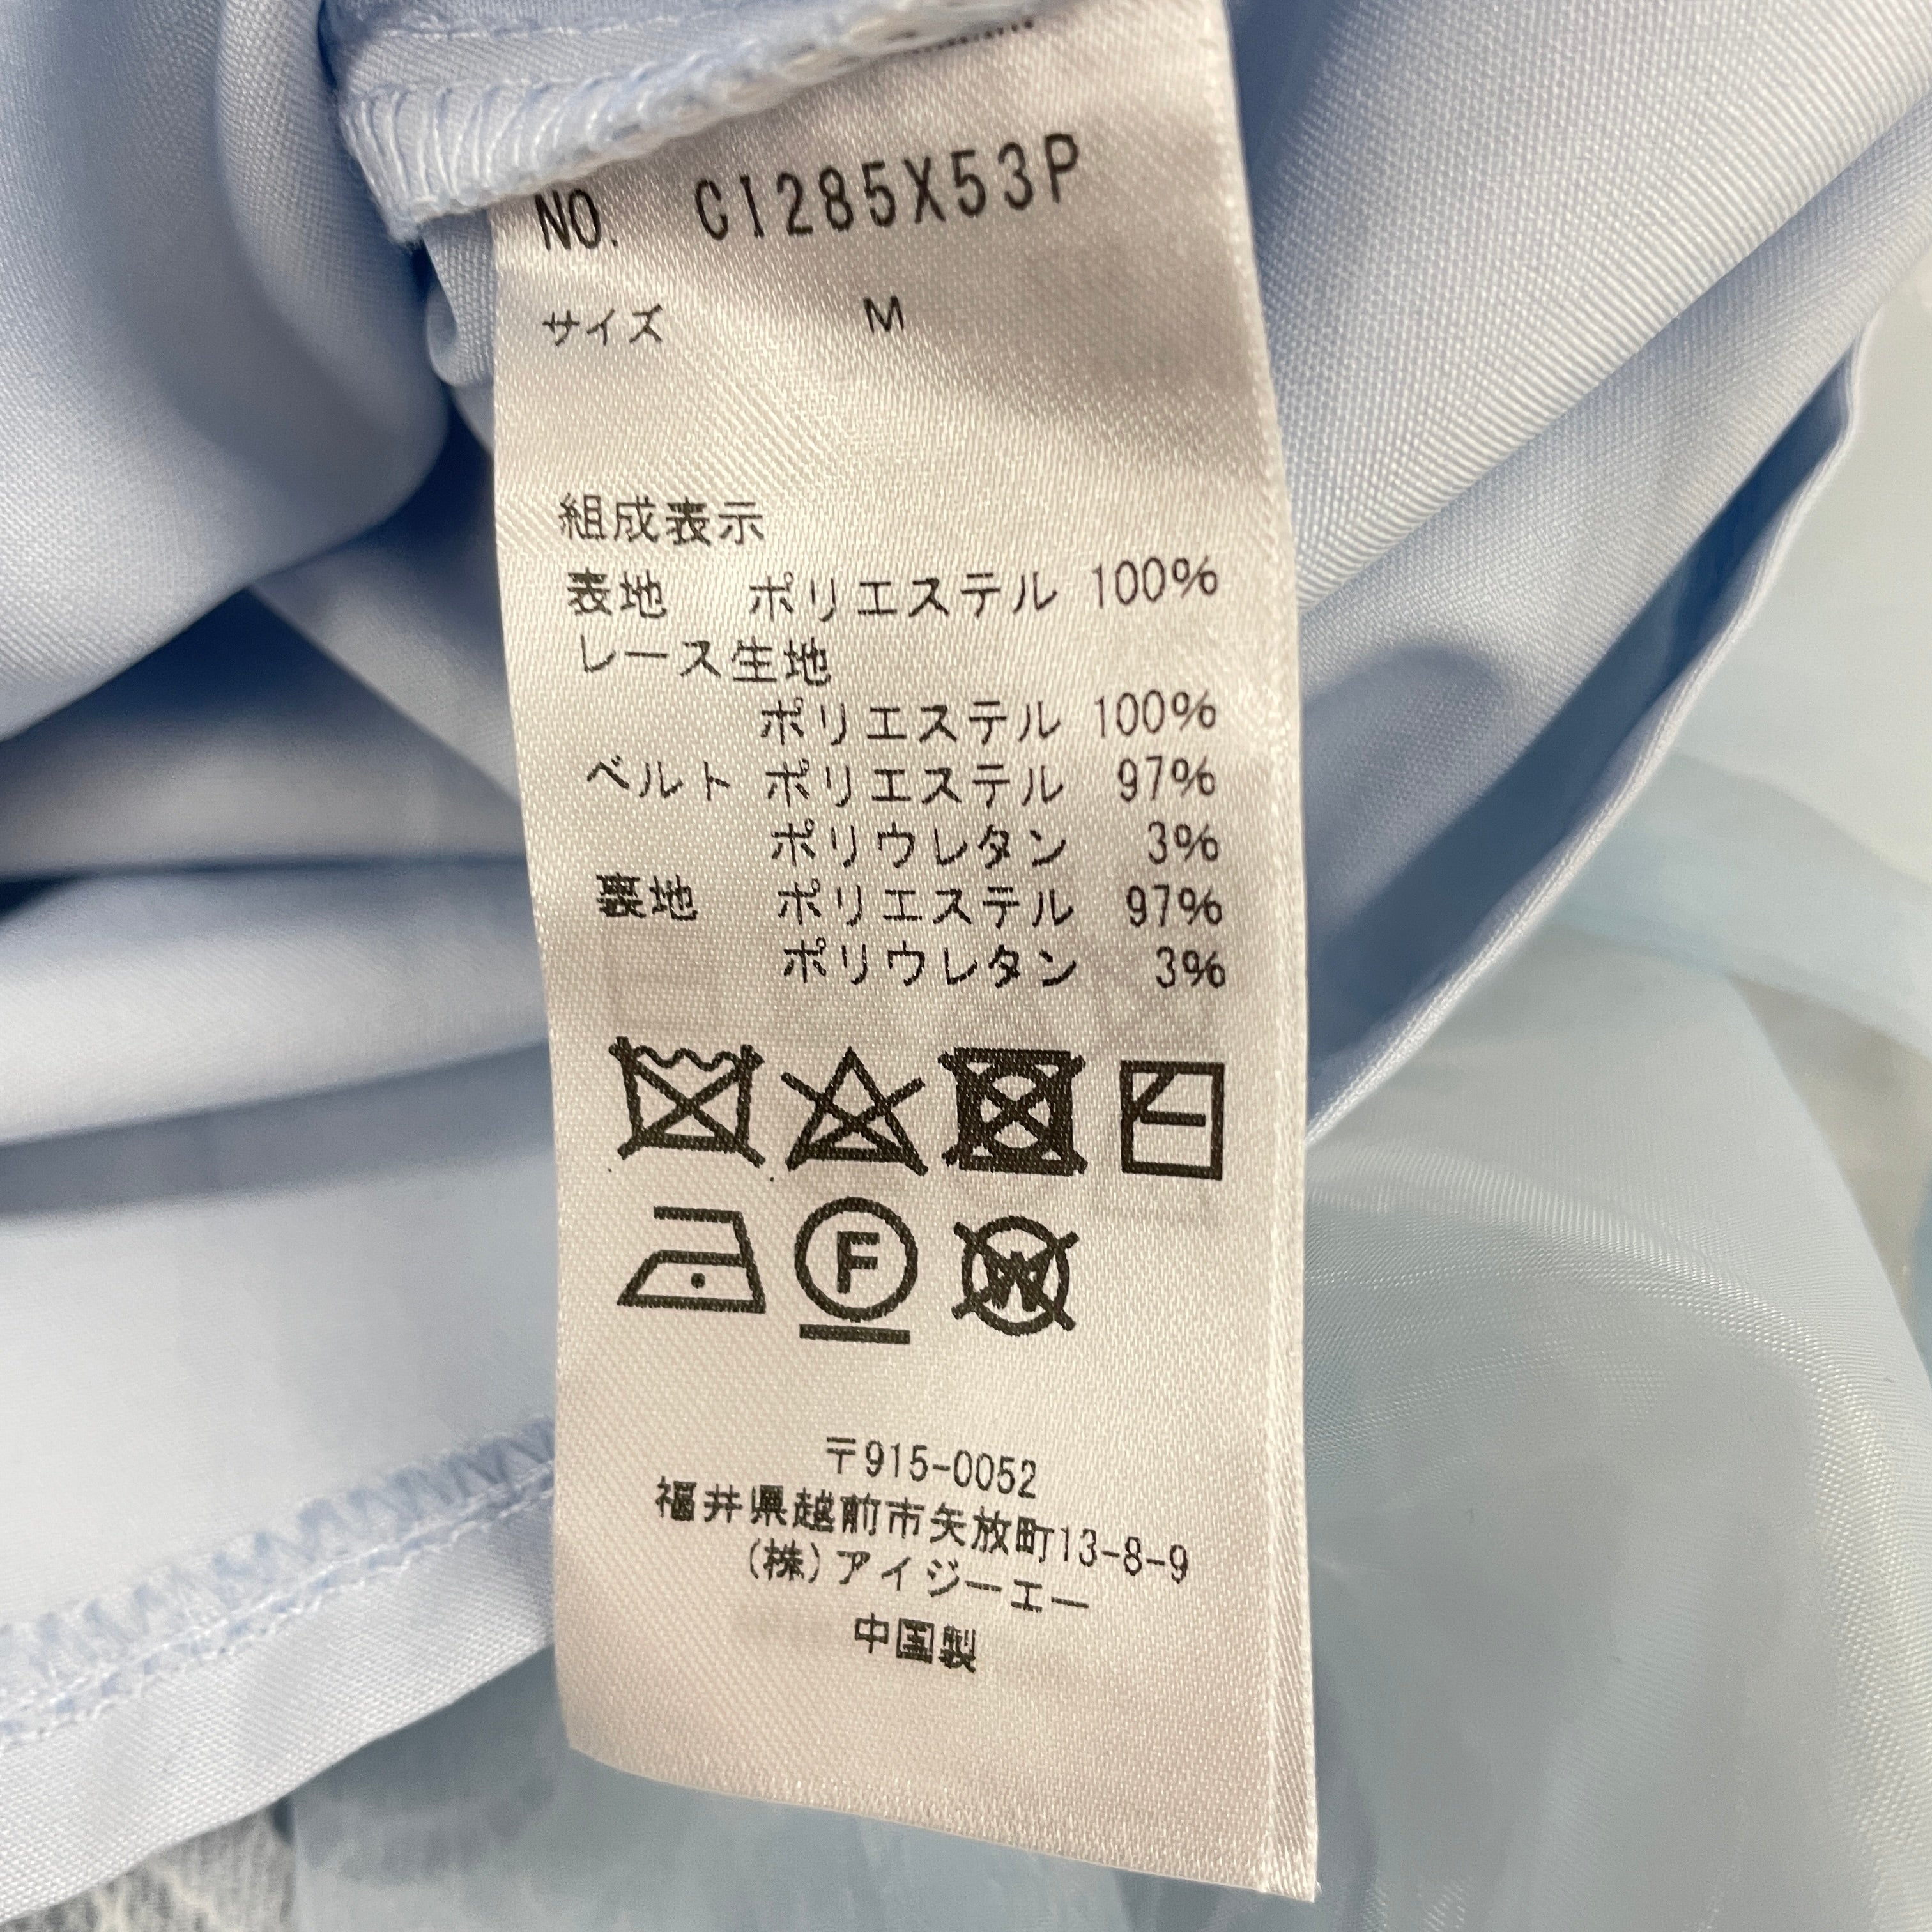 NO. C1285X53P
サイズ M
組成表示
表地 ポリエステル 100%
レース生地
ポリエステル 100%
ベルト ポリエステル 97%
ポリウレタン 3%
裏地 ポリエステル 97%
ポリウレタン 3%
F W
〒915-0052
福井県越前市矢放町13-8-9
(株)アイジーエー
中国製